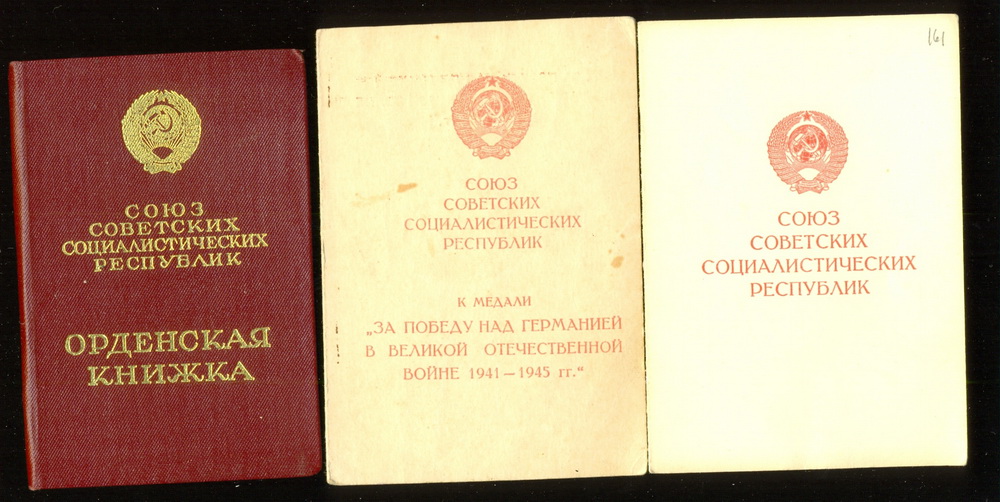 СОЮЗ
СОВЕТСКИХ
СОЦИАЛИСТИЧЕСКИХ
РЕСПУБЛИК
ОРДЕНСКАЯ
КНИЖКА
СОЮЗ
СОВЕТСКИХ
СОЦИАЛИСТИЧЕСКИХ
РЕСПУБЛИК
К МЕДАЛИ
„ЗА ПОБЕДУ НАД ГЕРМАНИЕЙ
В ВЕЛИКОЙ ОТЕЧЕСТВЕННОЙ
ВОЙНЕ 1941 — 1945 гг.“
161
СОЮЗ
СОВЕТСКИХ
СОЦИАЛИСТИЧЕСКИХ
РЕСПУБЛИК